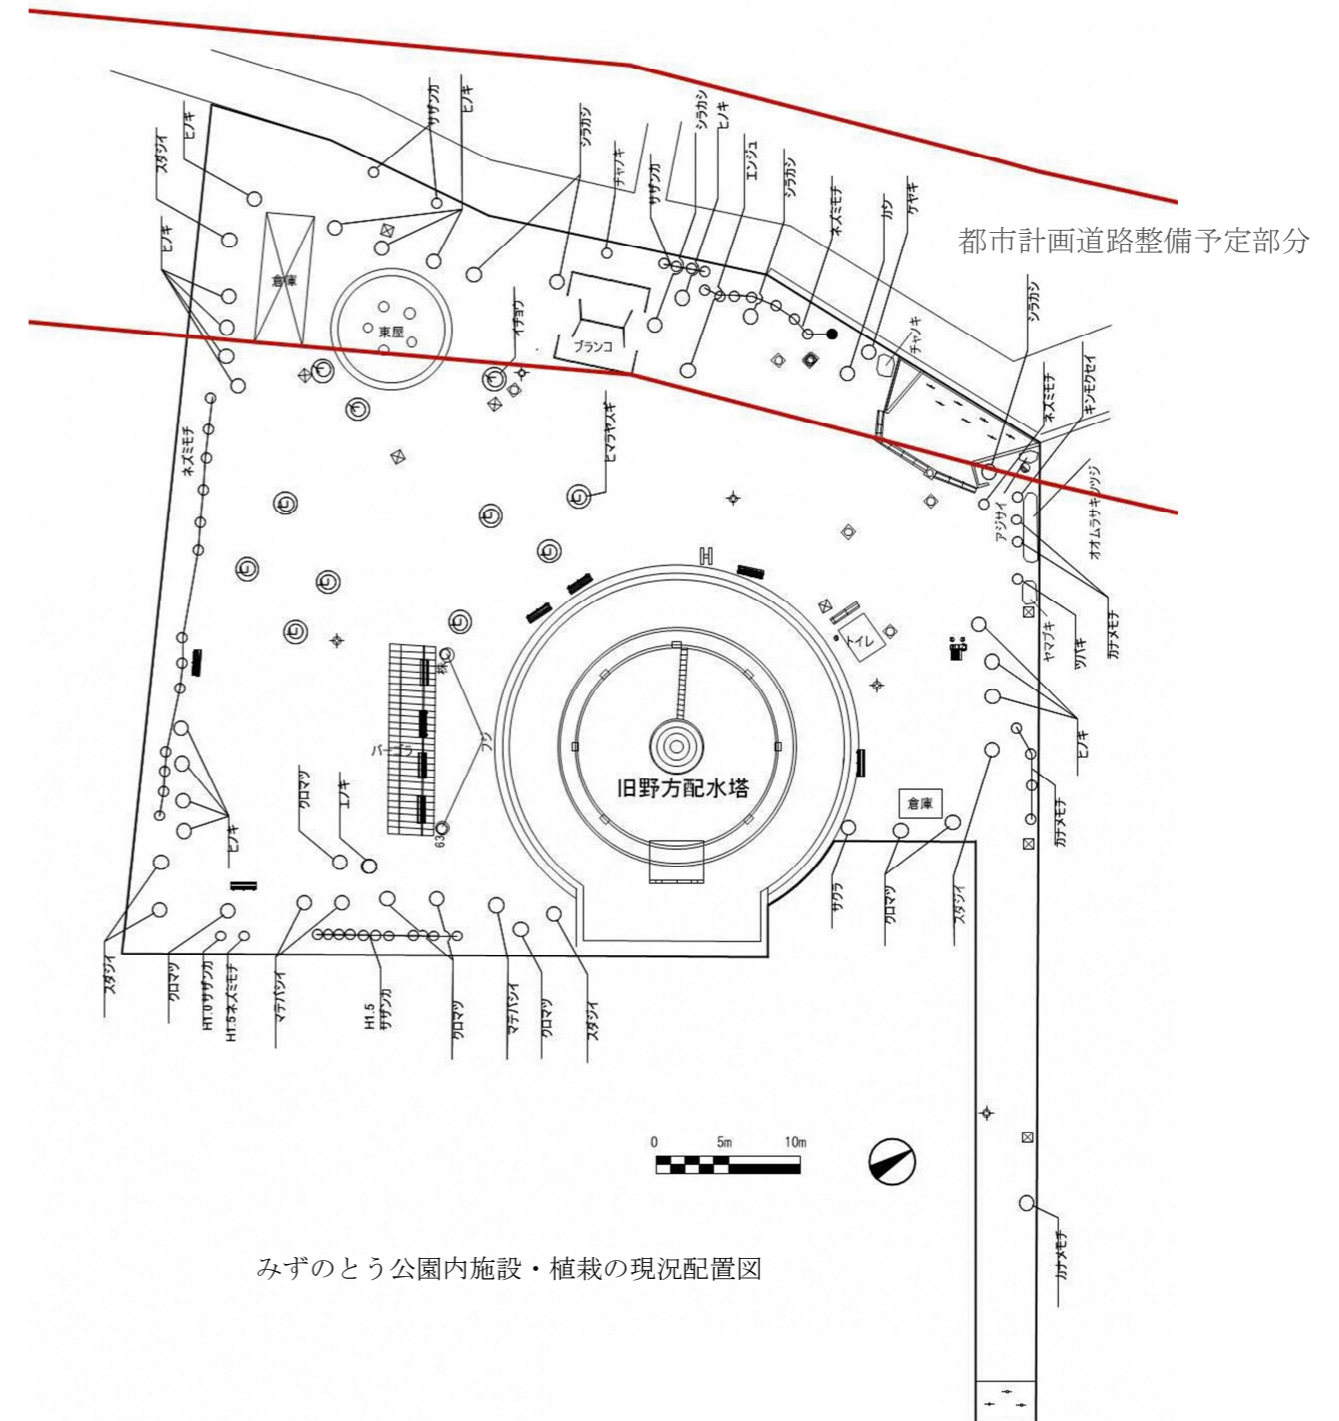 サザンカ
ヒノキ
ヒノキ
スダジイ
シラカシ
シラカシ
ヒノキ
チャノキ
サザンカ
エンジュ
シラカシ
ネズミモチ
カシ
ケヤキ
都市計画道路整備予定部分
ヒノキ
倉庫
東屋
イチョウ
ブランコ
チャノキ
シラカシ
ネズミモチ
キンモクセイ
ネズミモチ
ヒマラヤスギ
アジサイ
オオムラサキツツジ
H
トイレ
ヤマブキ
ツバキ
カナメモチ
株
パーゴラ
フジ
ヒノキ
旧野方配水塔
倉庫
クロマツ
エノキ
63
ヒノキ
カナメモチ
サクラ
クロマツ
スダジイ
スダジイ
クロマツ
H1.0サザンカ
H1.5ネズミモチ
マテバシイ
H1.5
サザンカ
クロマツ
マテバシイ
クロマツ
スダジイ
0 5m 10m
カナメモチ
みずのとう公園内施設・植栽の現況配置図